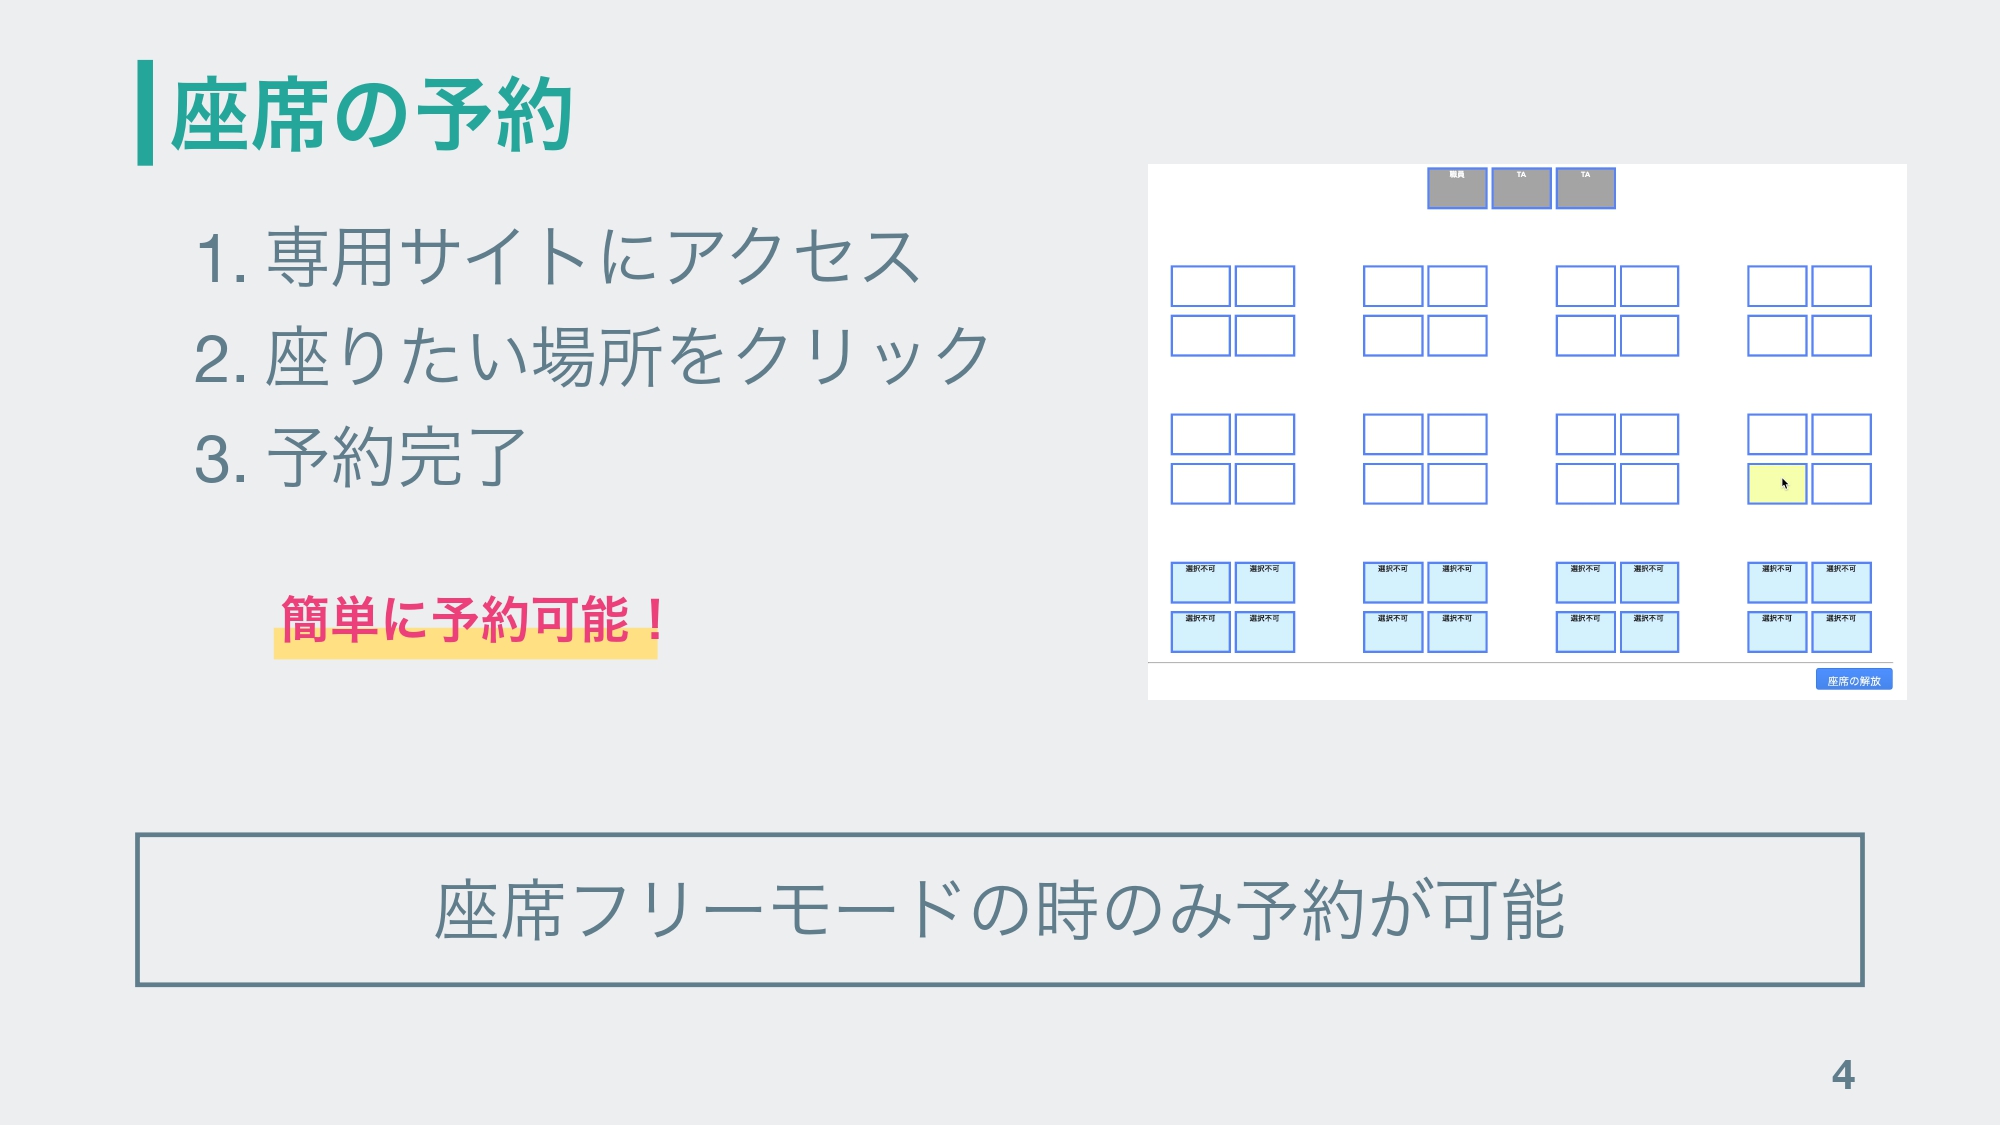 座席の予約
1. 専用サイトにアクセス
2. 座りたい場所をクリック
3. 予約完了
簡単に予約可能！
職員 TA TA
選択不可 選択不可 選択不可 選択不可 選択不可 選択不可 選択不可 選択不可
選択不可 選択不可 選択不可 選択不可 選択不可 選択不可 選択不可 選択不可
座席の解放
座席フリーモードの時のみ予約が可能
4